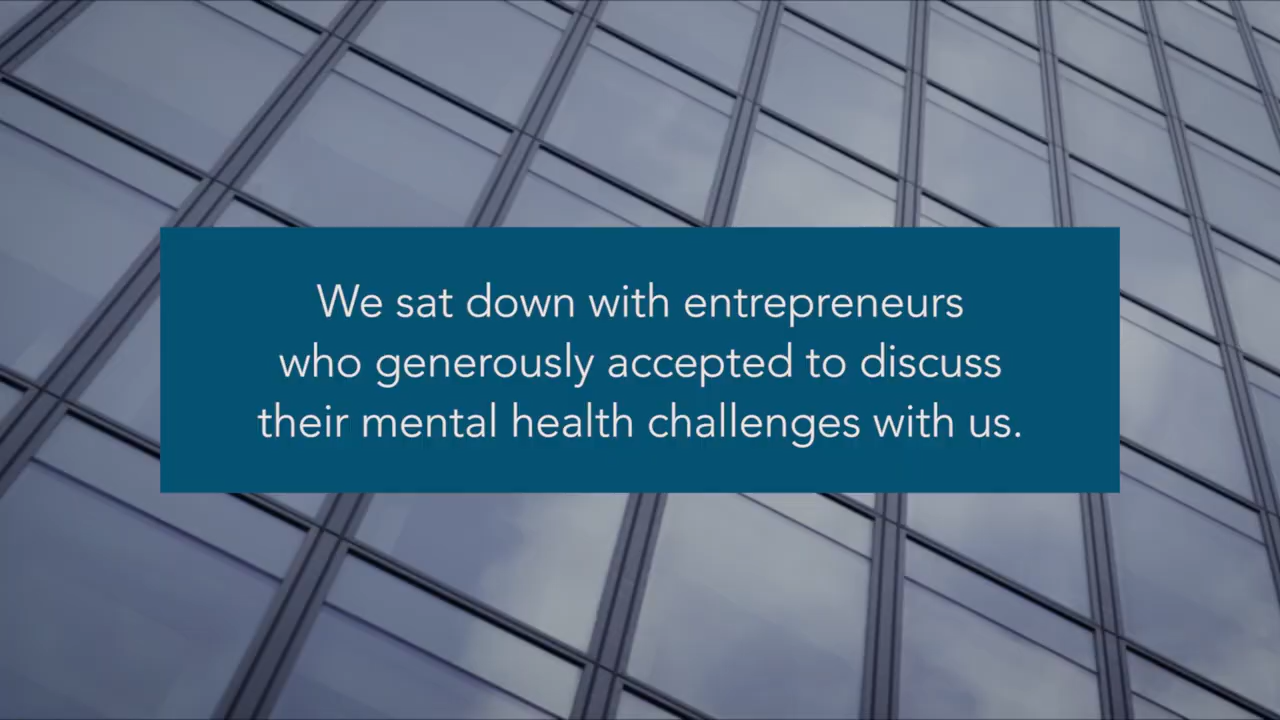 We sat down with entrepreneurs
who generously accepted to discuss
their mental health challenges with us.